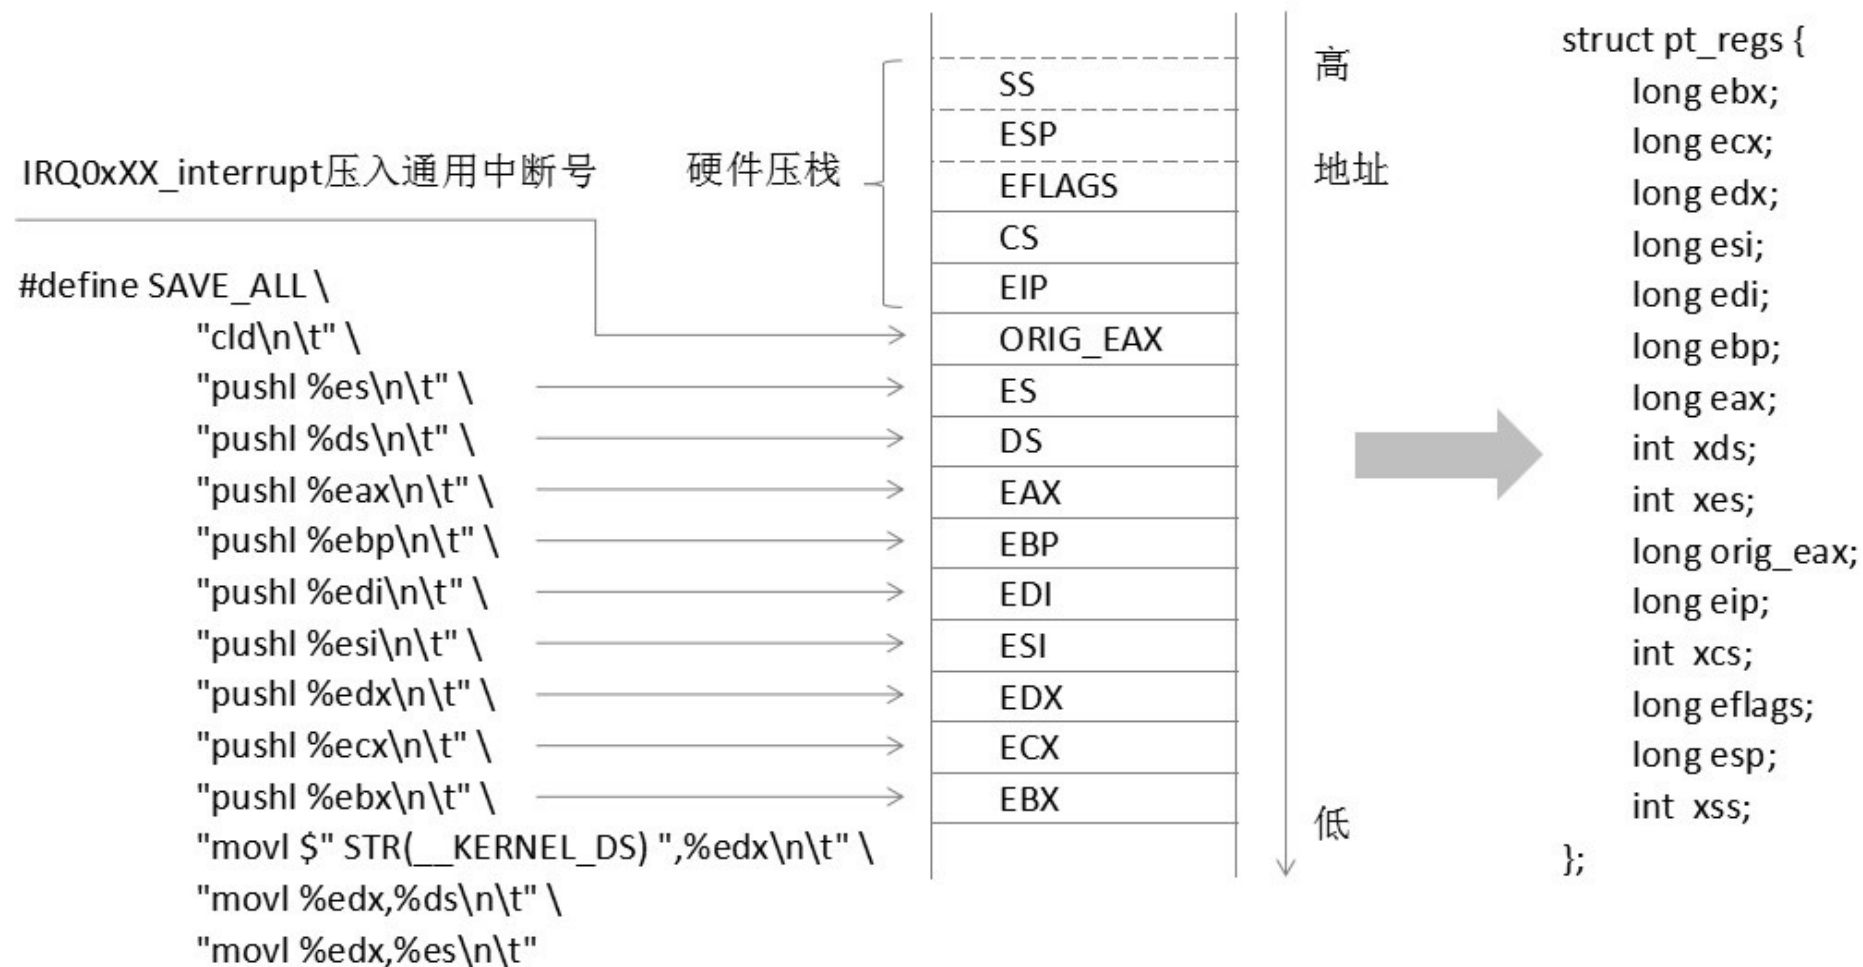 IRQ0xXX_interrupt压入通用中断号
#define SAVE_ALL \
"cld\n\t" \
"pushl %es\n\t" \
"pushl %ds\n\t" \
"pushl %eax\n\t" \
"pushl %ebp\n\t" \
"pushl %edi\n\t" \
"pushl %esi\n\t" \
"pushl %edx\n\t" \
"pushl %ecx\n\t" \
"pushl %ebx\n\t" \
"movl $" STR(__KERNEL_DS) ",%edx\n\t" \
"movl %edx,%ds\n\t" \
"movl %edx,%es\n\t"
硬件压栈
SS
ESP
EFLAGS
CS
EIP
ORIG_EAX
ES
DS
EAX
EBP
EDI
ESI
EDX
ECX
EBX
高
地址
低
struct pt_regs {
long ebx;
long ecx;
long edx;
long esi;
long edi;
long ebp;
long eax;
int xds;
int xes;
long orig_eax;
long eip;
int xcs;
long eflags;
long esp;
int xss;
};